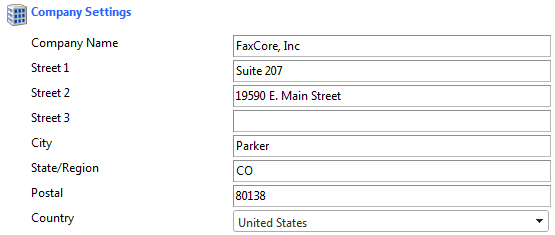 Company Settings
Company Name FaxCore, Inc
Street 1 Suite 207
Street 2 19590 E. Main Street
Street 3
City Parker
State/Region CO
Postal 80138
Country United States